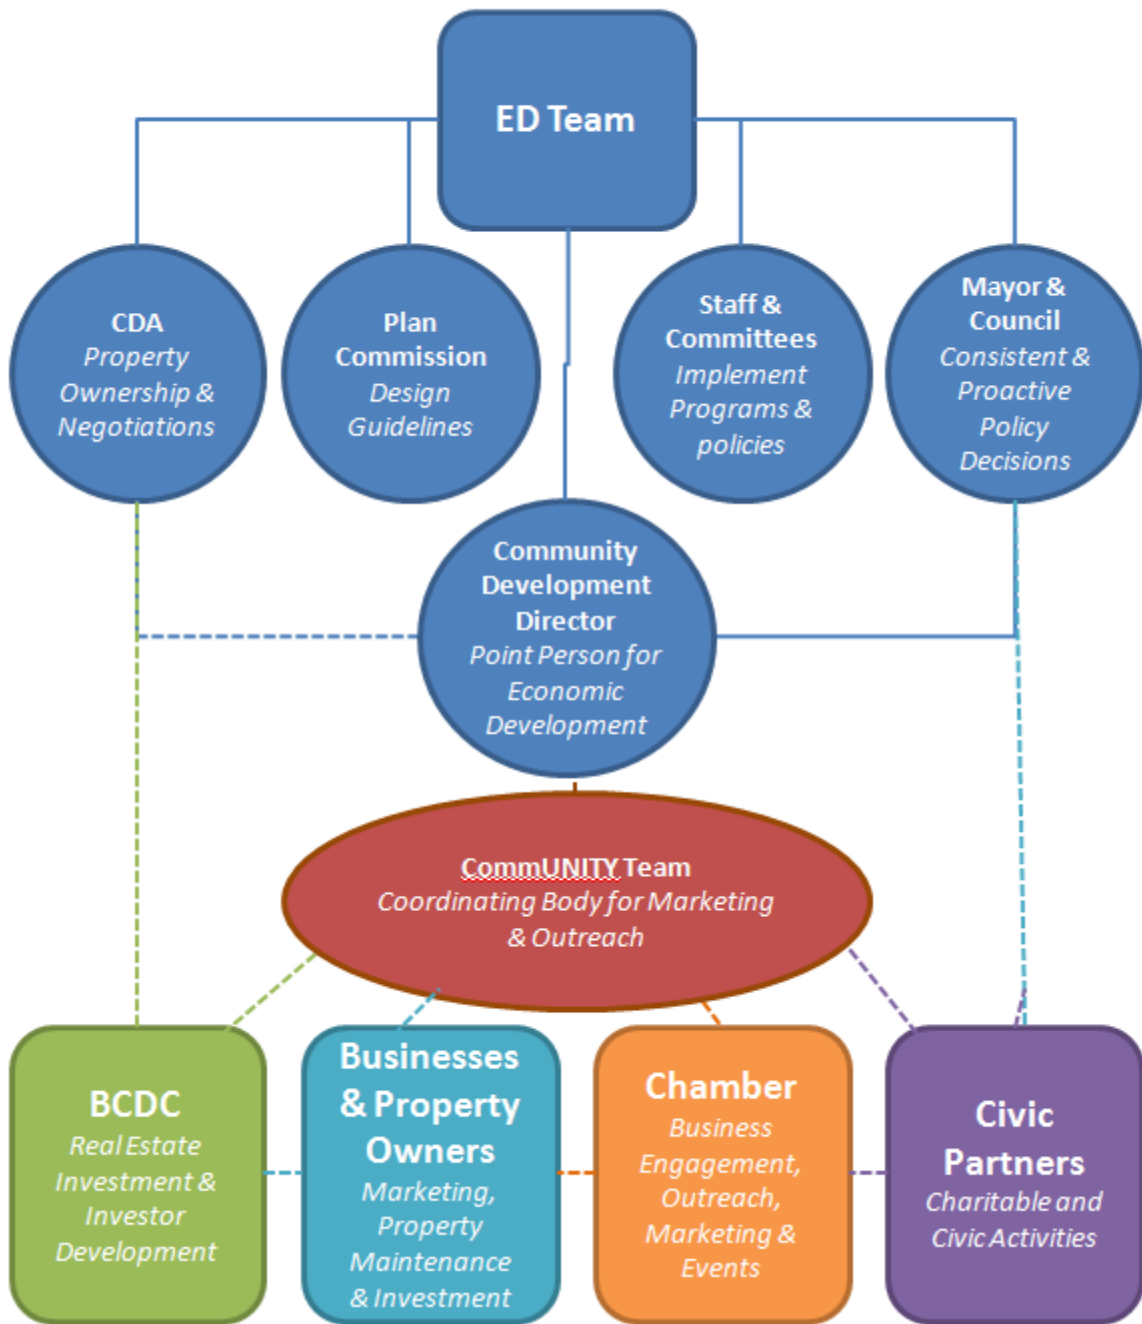 ED Team
CDA
Property
Ownership &
Negotiations
Plan
Commission
Design
Guidelines
Staff &
Committees
Implement
Programs &
policies
Mayor &
Council
Consistent &
Proactive
Policy
Decisions
Community
Development
Director
Point Person for
Economic
Development
CommUNITY Team
Coordinating Body for Marketing
& Outreach
BCDC
Real Estate
Investment &
Investor
Development
Businesses
& Property
Owners
Marketing,
Property
Maintenance
& Investment
Chamber
Business
Engagement,
Outreach,
Marketing &
Events
Civic
Partners
Charitable and
Civic Activities